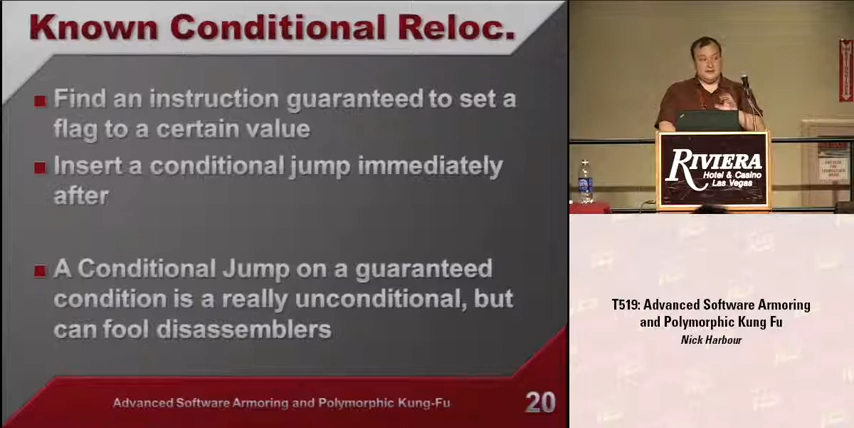 Known Conditional Reloc.
Find an instruction guaranteed to set a
flag to a certain value
Insert a conditional jump immediately
after
A Conditional Jump on a guaranteed
condition is a really unconditional, but
can fool disassemblers
Advanced Software Armoring and Polymorphic Kung-Fu
20
RIVIERA
Hotel & Casino
Las Vegas
T519: Advanced Software Armoring
and Polymorphic Kung Fu
Nick Harbour